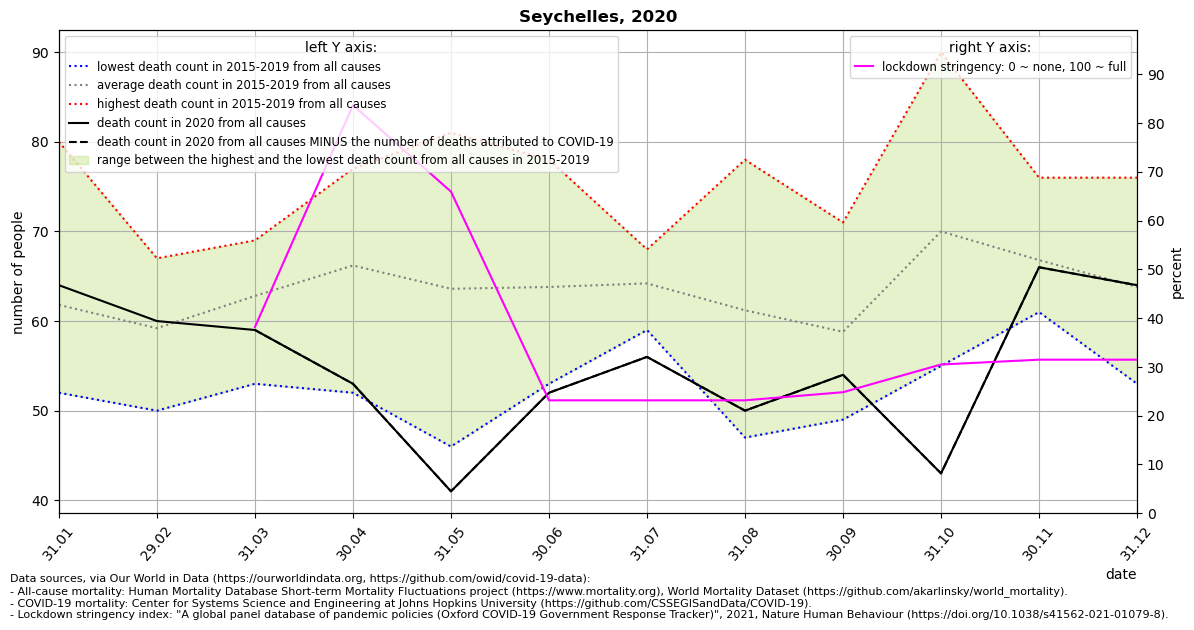 Seychelles, 2020
left Y axis:
lowest death count in 2015-2019 from all causes
average death count in 2015-2019 from all causes
highest death count in 2015-2019 from all causes
death count in 2020 from all causes
death count in 2020 from all causes MINUS the number of deaths attributed to COVID-19
range between the highest and the lowest death count from all causes in 2015-2019
right Y axis:
lockdown stringency: 0 ~ none, 100 ~ full
90
80
70
60
50
40
number of people
90
80
70
60
50
40
30
20
10
0
percent
31.01
29.02
31.03
30.04
31.05
30.06
31.07
31.08
30.09
31.10
30.11
31.12
date
Data sources, via Our World in Data (https://ourworldindata.org, https://github.com/owid/covid-19-data):
- All-cause mortality: Human Mortality Database Short-term Mortality Fluctuations project (https://www.mortality.org), World Mortality Dataset (https://github.com/akarlinsky/world_mortality).
- COVID-19 mortality: Center for Systems Science and Engineering at Johns Hopkins University (https://github.com/CSSEGISandData/COVID-19).
- Lockdown stringency index: "A global panel database of pandemic policies (Oxford COVID-19 Government Response Tracker)", 2021, Nature Human Behaviour (https://doi.org/10.1038/s41562-021-01079-8).